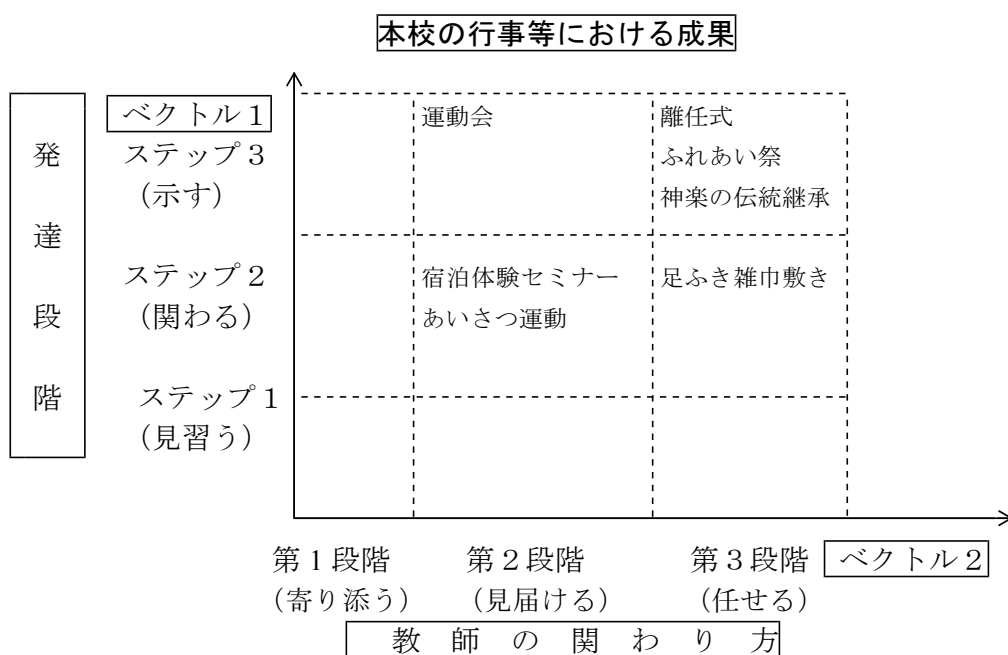 本校の行事等における成果
発達段階
ベクトル1
ステップ3
(示す)
運動会
離任式
ふれあい祭
神楽の伝統継承
ステップ2
(関わる)
宿泊体験セミナー
あいさつ運動
足ふき雑巾敷き
ステップ1
(見習う)
第1段階
(寄り添う)
第2段階
(見届ける)
第3段階
(任せる)
ベクトル2
教師の関わり方